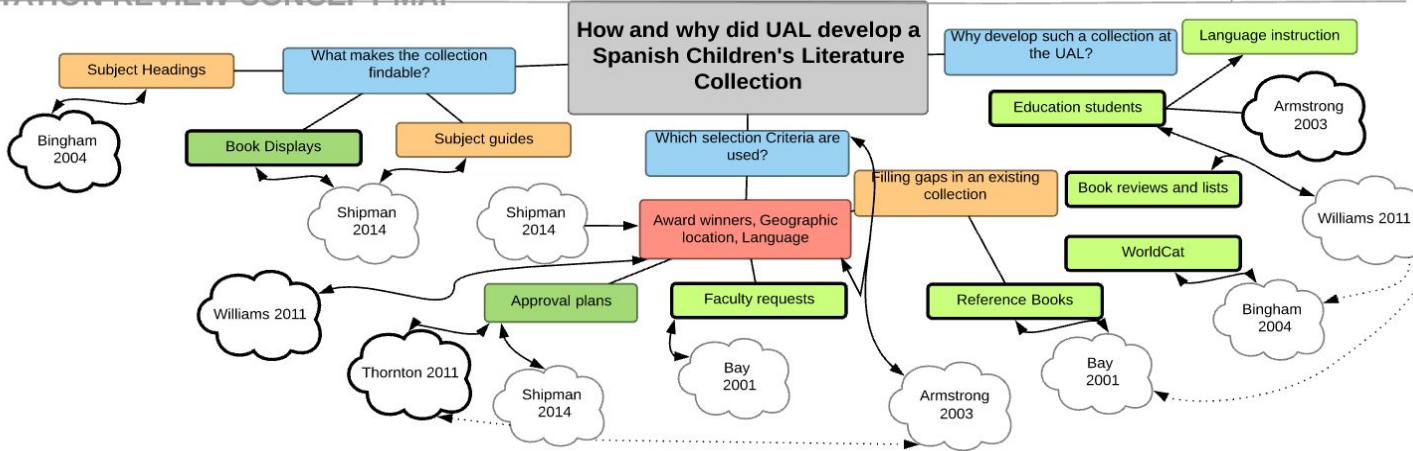 How and why did UAL develop a
Spanish Children's Literature
Collection
What makes the collection
findable?
Subject Headings
Bingham
2004
Book Displays
Subject guides
Shipman
2014
Which selection Criteria are
used?
Shipman
2014
Award winners, Geographic
location, Language
Filling gaps in an existing
collection
Williams 2011
Approval plans
Faculty requests
Reference Books
Thornton 2011
Shipman
2014
Bay
2001
Armstrong
2003
Bay
2001
Why develop such a collection at
the UAL?
Language instruction
Education students
Armstrong
2003
Book reviews and lists
Williams 2011
WorldCat
Bingham
2004